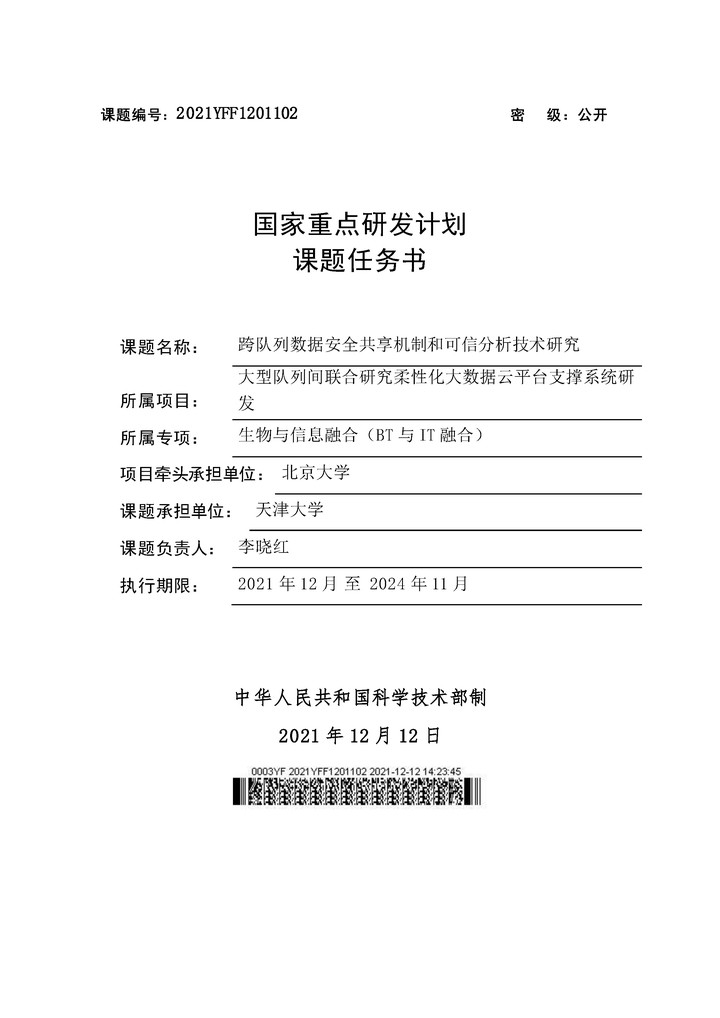 课题编号：2021YFF1201102 密 级：公开
国家重点研发计划
课题任务书
课题名称： 跨队列数据安全共享机制和可信分析技术研究
所属项目： 大型队列间联合研究柔性化大数据云平台支撑系统研
发
所属专项： 生物与信息融合（BT 与 IT 融合）
项目牵头承担单位： 北京大学
课题承担单位： 天津大学
课题负责人： 李晓红
执行期限： 2021 年 12 月 至 2024 年 11 月
中华人民共和国科学技术部制
2021 年 12 月 12 日
0003YF 2021YFF1201102 2021-12-12 14:23:45